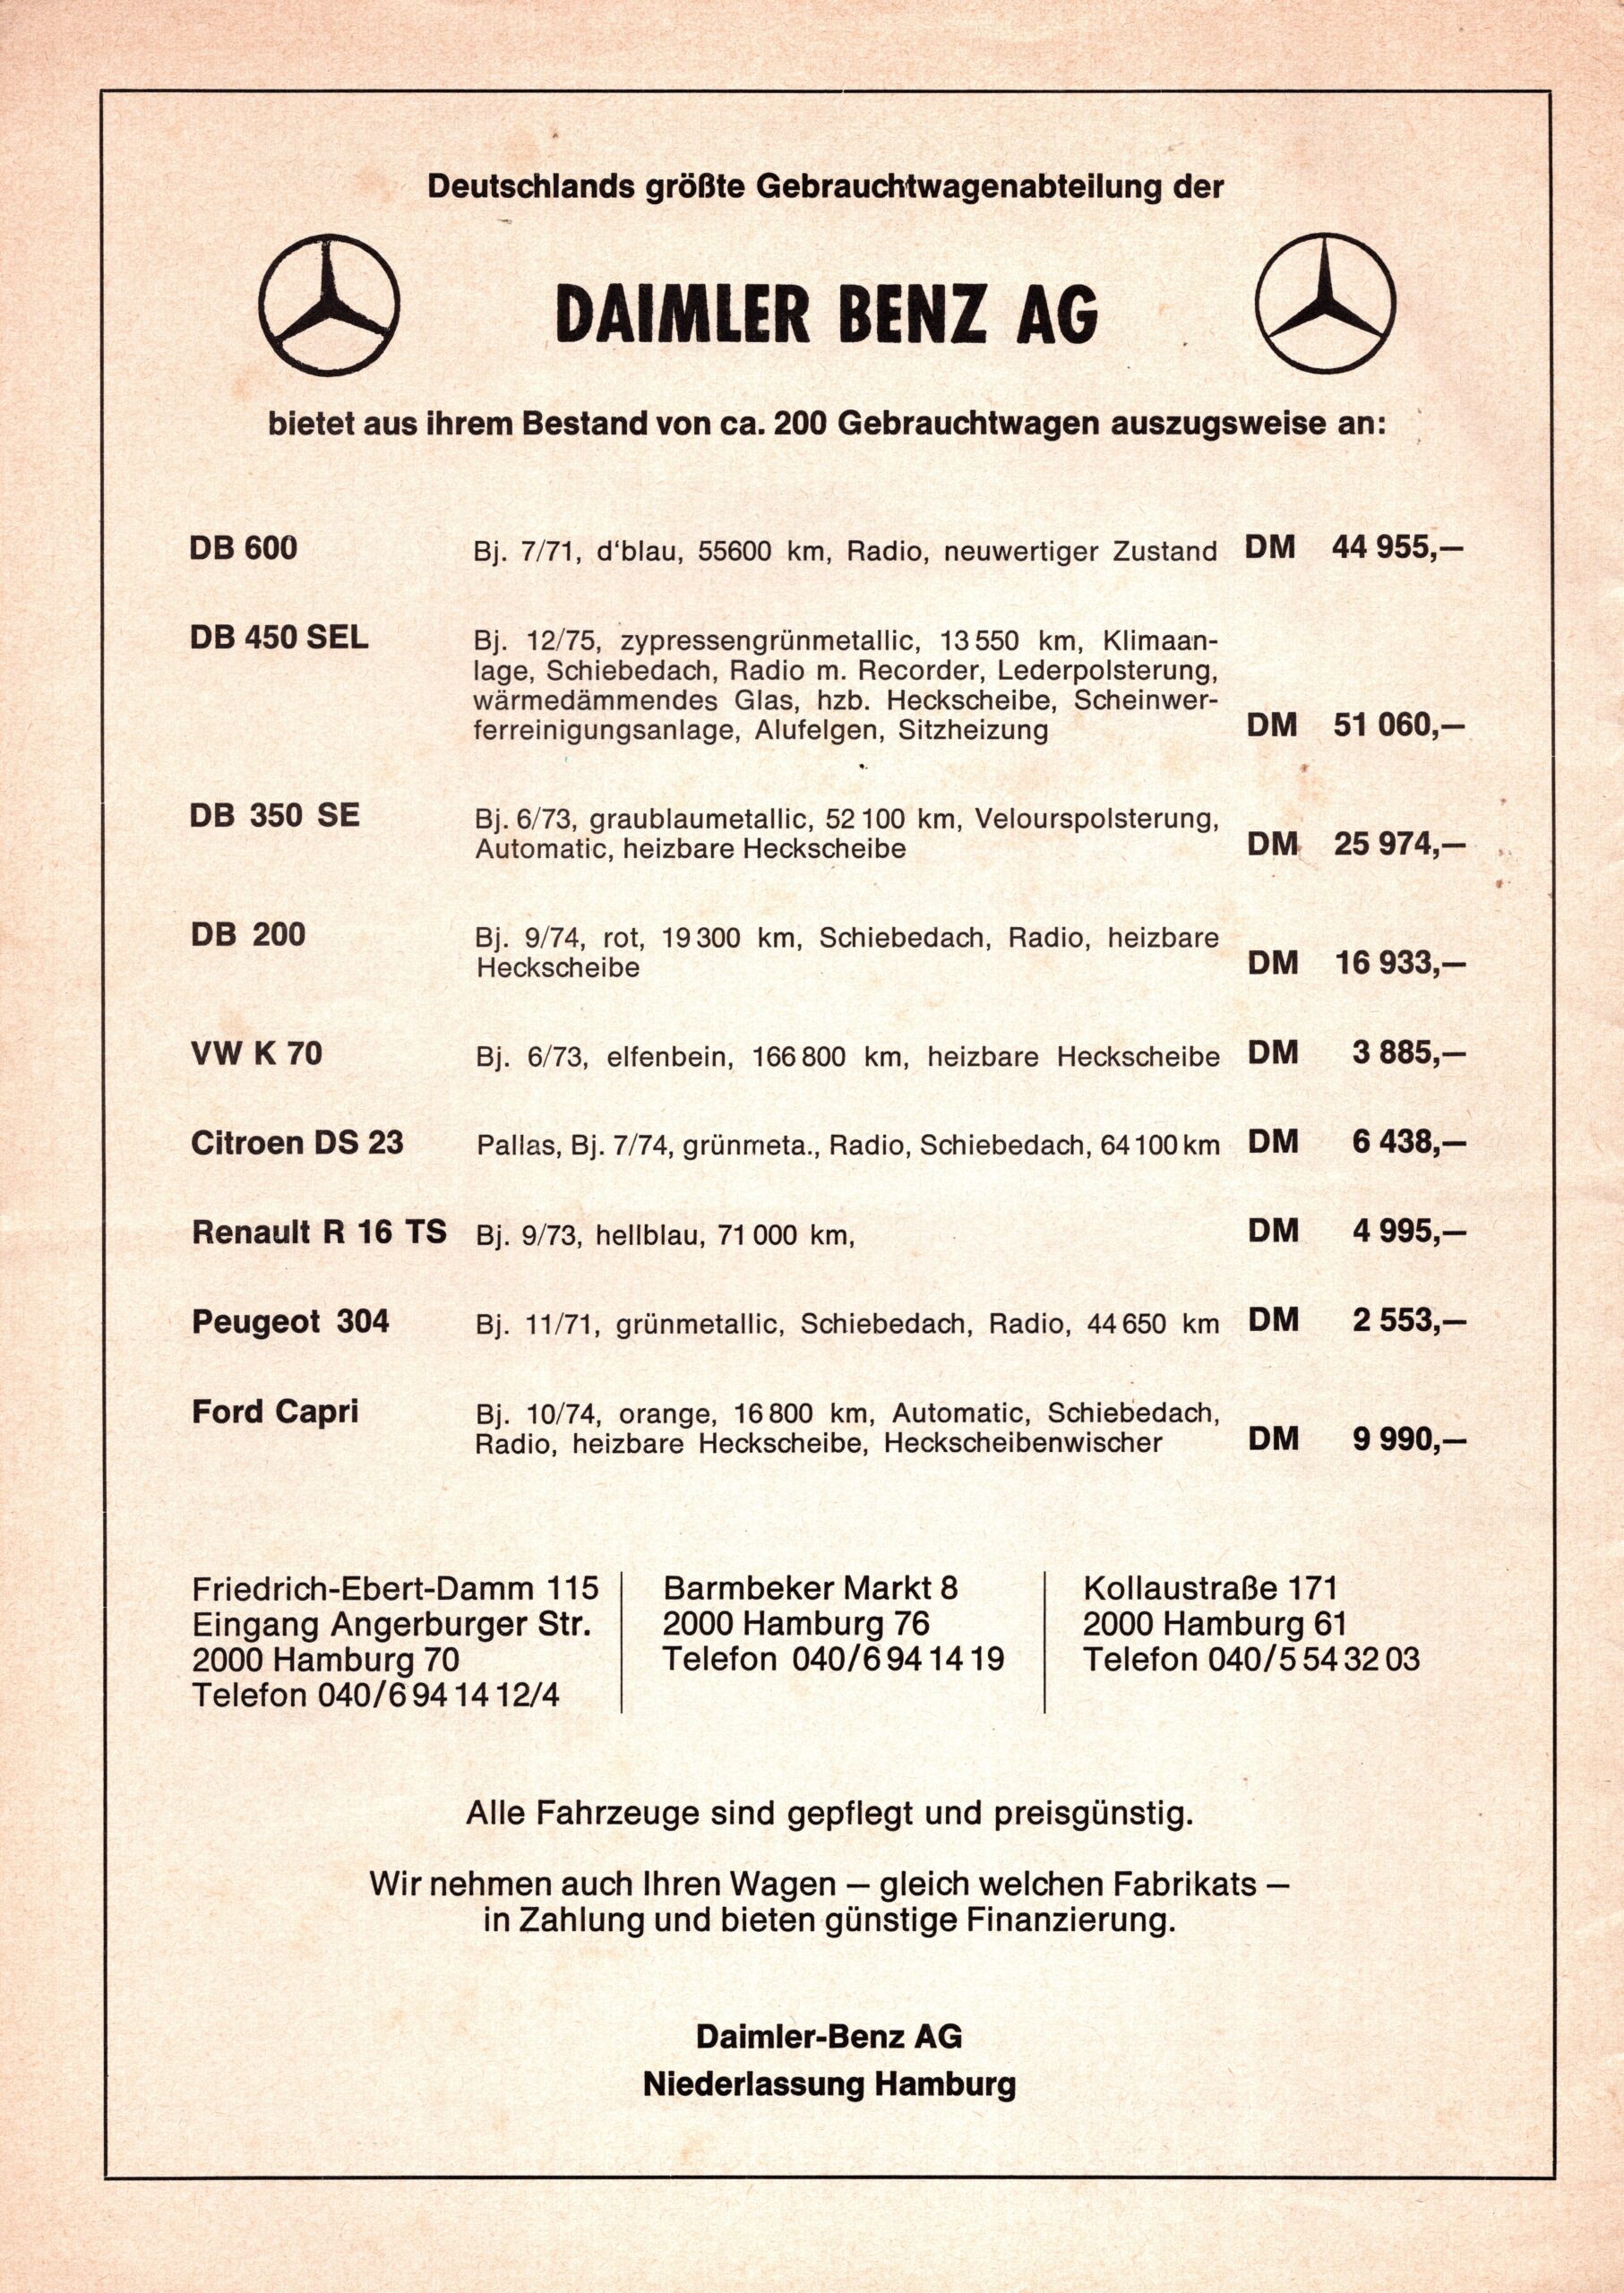 Deutschlands größte Gebrauchtwagenabteilung der
DAIMLER BENZ AG
bietet aus ihrem Bestand von ca. 200 Gebrauchtwagen auszugsweise an:
DB 600 Bj. 7/71, d'blau, 55600 km, Radio, neuwertiger Zustand DM 44 955,—
DB 450 SEL Bj. 12/75, zypressengrünmetallic, 13 550 km, Klimaan-
lage, Schiebedach, Radio m. Recorder, Lederpolsterung,
wärmedämmendes Glas, hzb. Heckscheibe, Scheinwer-
ferreinigungsanlage, Alufelgen, Sitzheizung DM 51 060,—
DB 350 SE Bj. 6/73, graublaumetallic, 52 100 km, Velourspolsterung,
Automatic, heizbare Heckscheibe DM 25 974,—
DB 200 Bj. 9/74, rot, 19 300 km, Schiebedach, Radio, heizbare
Heckscheibe DM 16 933,—
VW K 70 Bj. 6/73, elfenbein, 166 800 km, heizbare Heckscheibe DM 3 885,—
Citroen DS 23 Pallas, Bj. 7/74, grünmeta., Radio, Schiebedach, 64 100 km DM 6 438,—
Renault R 16 TS Bj. 9/73, hellblau, 71 000 km, DM 4 995,—
Peugeot 304 Bj. 11/71, grünmetallic, Schiebedach, Radio, 44 650 km DM 2 553,—
Ford Capri Bj. 10/74, orange, 16 800 km, Automatic, Schiebedach,
Radio, heizbare Heckscheibe, Heckscheibenwischer DM 9 990,—
Friedrich-Ebert-Damm 115
Eingang Angerburger Str.
2000 Hamburg 70
Telefon 040/6 94 14 12/4
Barmbeker Markt 8
2000 Hamburg 76
Telefon 040/6 94 14 19
Kollaustraße 171
2000 Hamburg 61
Telefon 040/5 54 32 03
Alle Fahrzeuge sind gepflegt und preisgünstig.
Wir nehmen auch Ihren Wagen — gleich welchen Fabrikats —
in Zahlung und bieten günstige Finanzierung.
Daimler-Benz AG
Niederlassung Hamburg